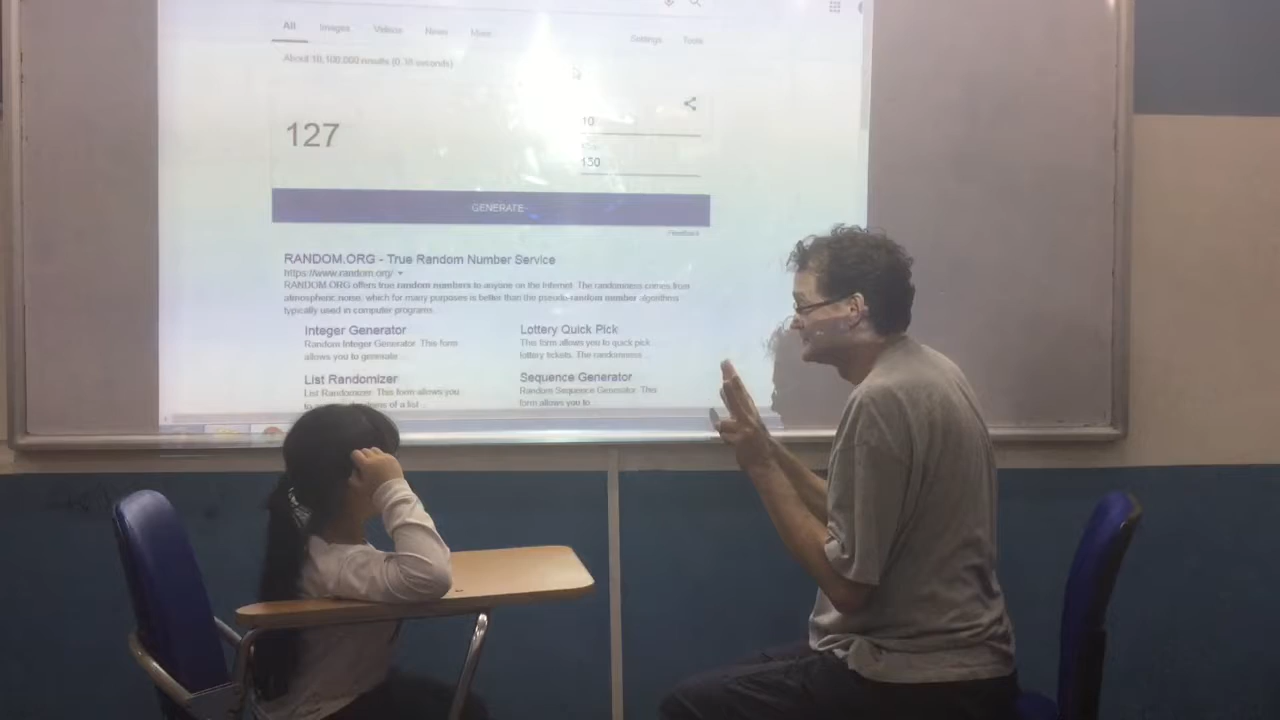 All Images Videos News More Settings Tools
About 10,100,000 results (0.36 seconds)
127
10
150
GENERATE
Feedback
RANDOM.ORG - True Random Number Service
https://www.random.org/
RANDOM.ORG offers true random numbers to anyone on the Internet. The randomness comes from
atmospheric noise, which for many purposes is better than the pseudo-random number algorithms
typically used in computer programs.
Integer Generator
Random Integer Generator. This form
allows you to generate ...
Lottery Quick Pick
This form allows you to quick pick
lottery tickets. The randomness ...
List Randomizer
List Randomizer. This form allows you
of a list ...
Sequence Generator
Random Sequence Generator. This
form allows you to ...